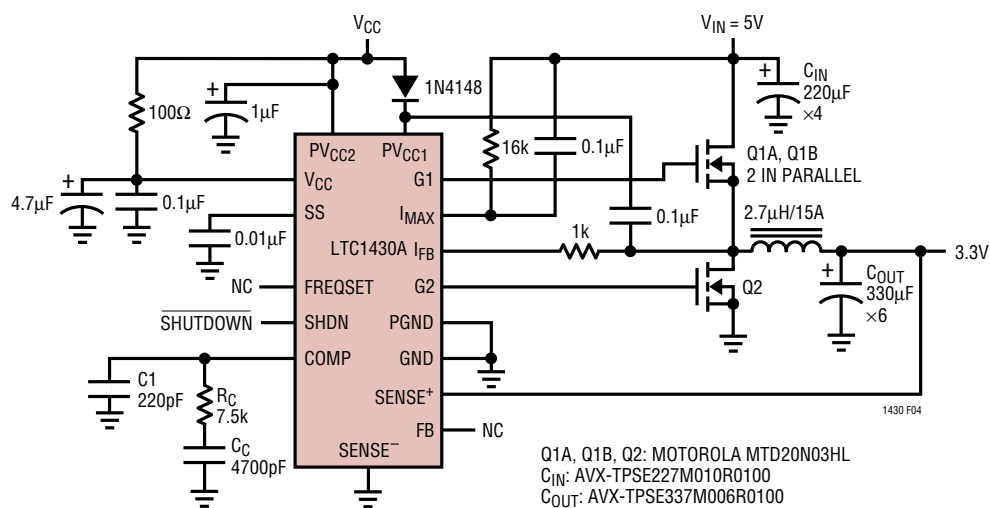 V_CC
V_IN = 5V
1N4148
+
C_IN
220µF
×4
100Ω
+
1µF
16k
0.1µF
PV_CC2
PV_CC1
Q1A, Q1B
2 IN PARALLEL
V_CC
G1
+
4.7µF
0.1µF
SS
I_MAX
0.1µF
2.7µH/15A
0.01µF
1k
LTC1430A
I_FB
3.3V
+
C_OUT
330µF
×6
NC
FREQSET
G2
Q2
SHUTDOWN
SHDN
PGND
COMP
GND
C1
220pF
R_C
7.5k
SENSE+
1430 F04
FB
NC
C_C
4700pF
SENSE−
Q1A, Q1B, Q2: MOTOROLA MTD20N03HL
C_IN: AVX-TPSE227M010R0100
C_OUT: AVX-TPSE337M006R0100